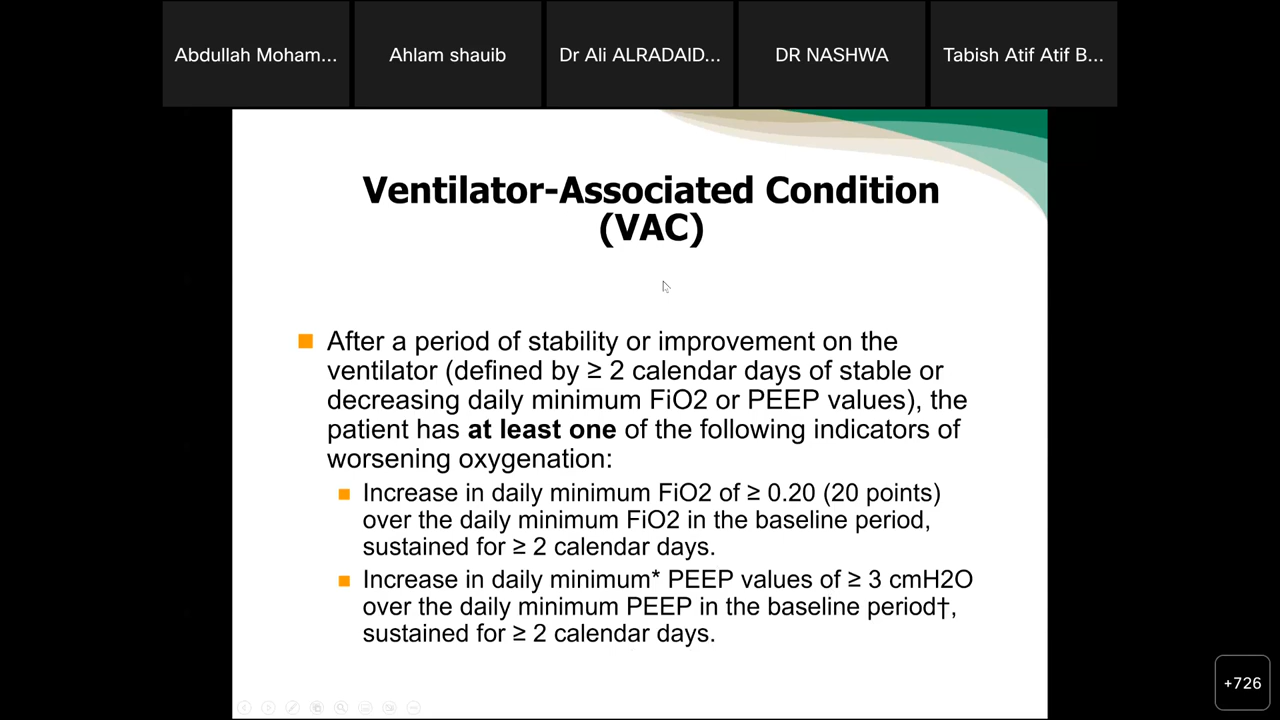 Abdullah Moham...
Ahlam shauib
Dr Ali ALRADAID...
DR NASHWA
Tabish Atif Atif B...
Ventilator-Associated Condition
(VAC)
After a period of stability or improvement on the
ventilator (defined by ≥ 2 calendar days of stable or
decreasing daily minimum FiO2 or PEEP values), the
patient has at least one of the following indicators of
worsening oxygenation:
Increase in daily minimum FiO2 of ≥ 0.20 (20 points)
over the daily minimum FiO2 in the baseline period,
sustained for ≥ 2 calendar days.
Increase in daily minimum* PEEP values of ≥ 3 cmH2O
over the daily minimum PEEP in the baseline period†,
sustained for ≥ 2 calendar days.
+726